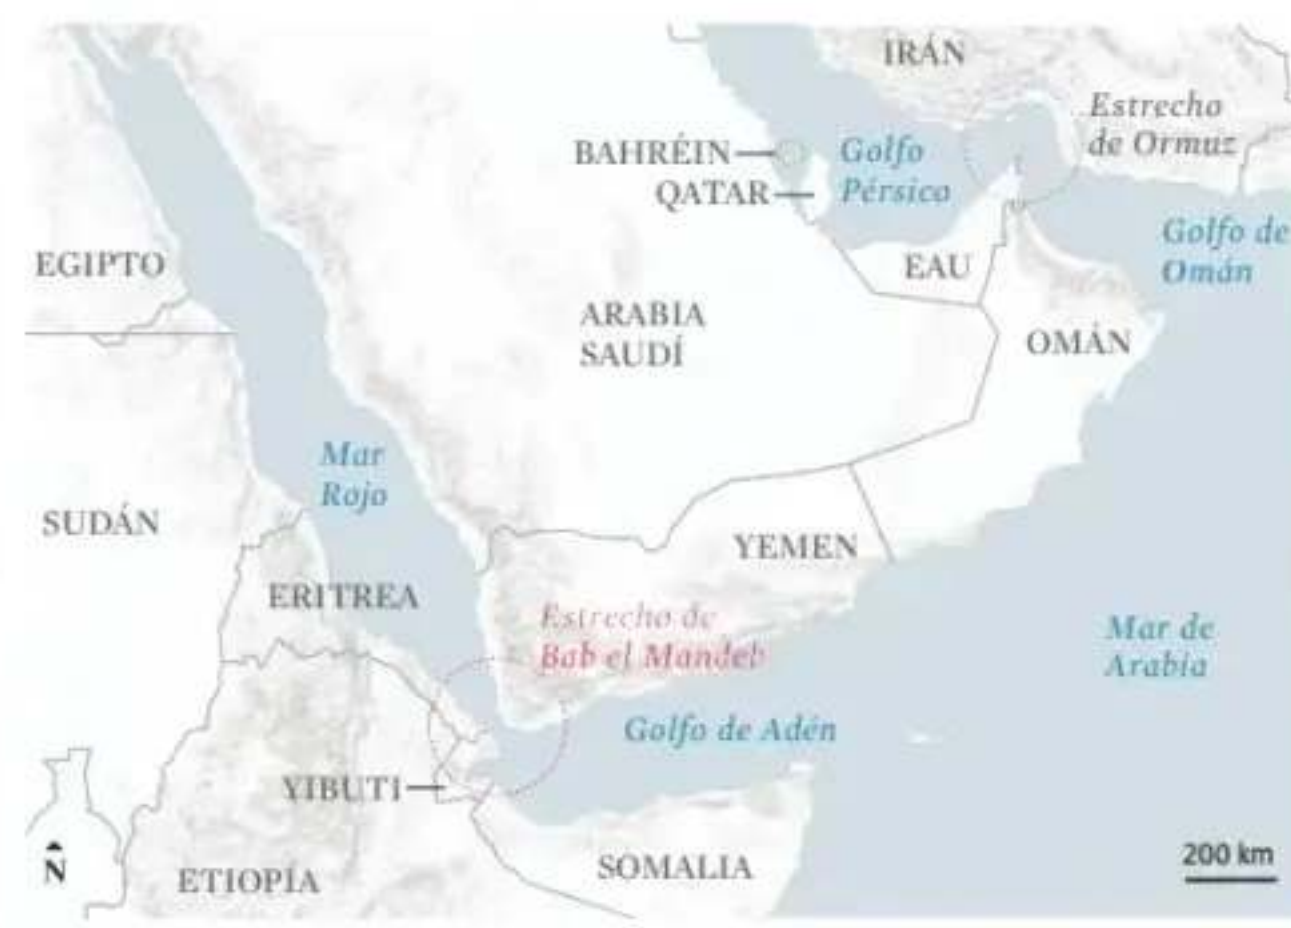 IRÁN
Estrecho
de Ormuz
BAHRÉIN
Golfo
Pérsico
QATAR
Golfo de
Omán
EGIPTO
EAU
ARABIA
SAUDÍ
OMÁN
Mar
Rojo
SUDÁN
YEMEN
ERITREA
Estrecho de
Bab el Mandeb
Mar de
Arabia
Golfo de Adén
YIBUTI
200 km
N
ETIOPÍA
SOMALIA